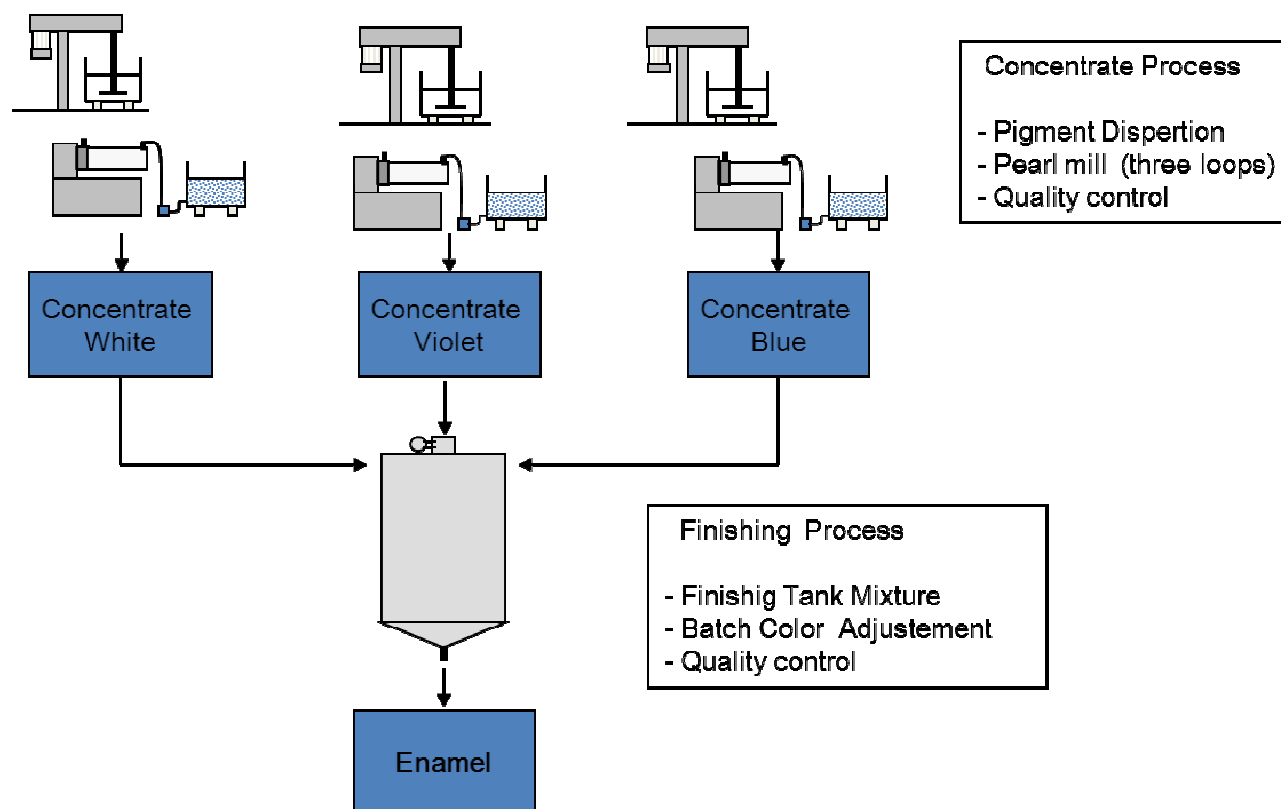 Concentrate Process
- Pigment Dispertion
- Pearl mill (three loops)
- Quality control
Concentrate
White
Concentrate
Violet
Concentrate
Blue
Finishing Process
- Finishig Tank Mixture
- Batch Color Adjustement
- Quality control
Enamel